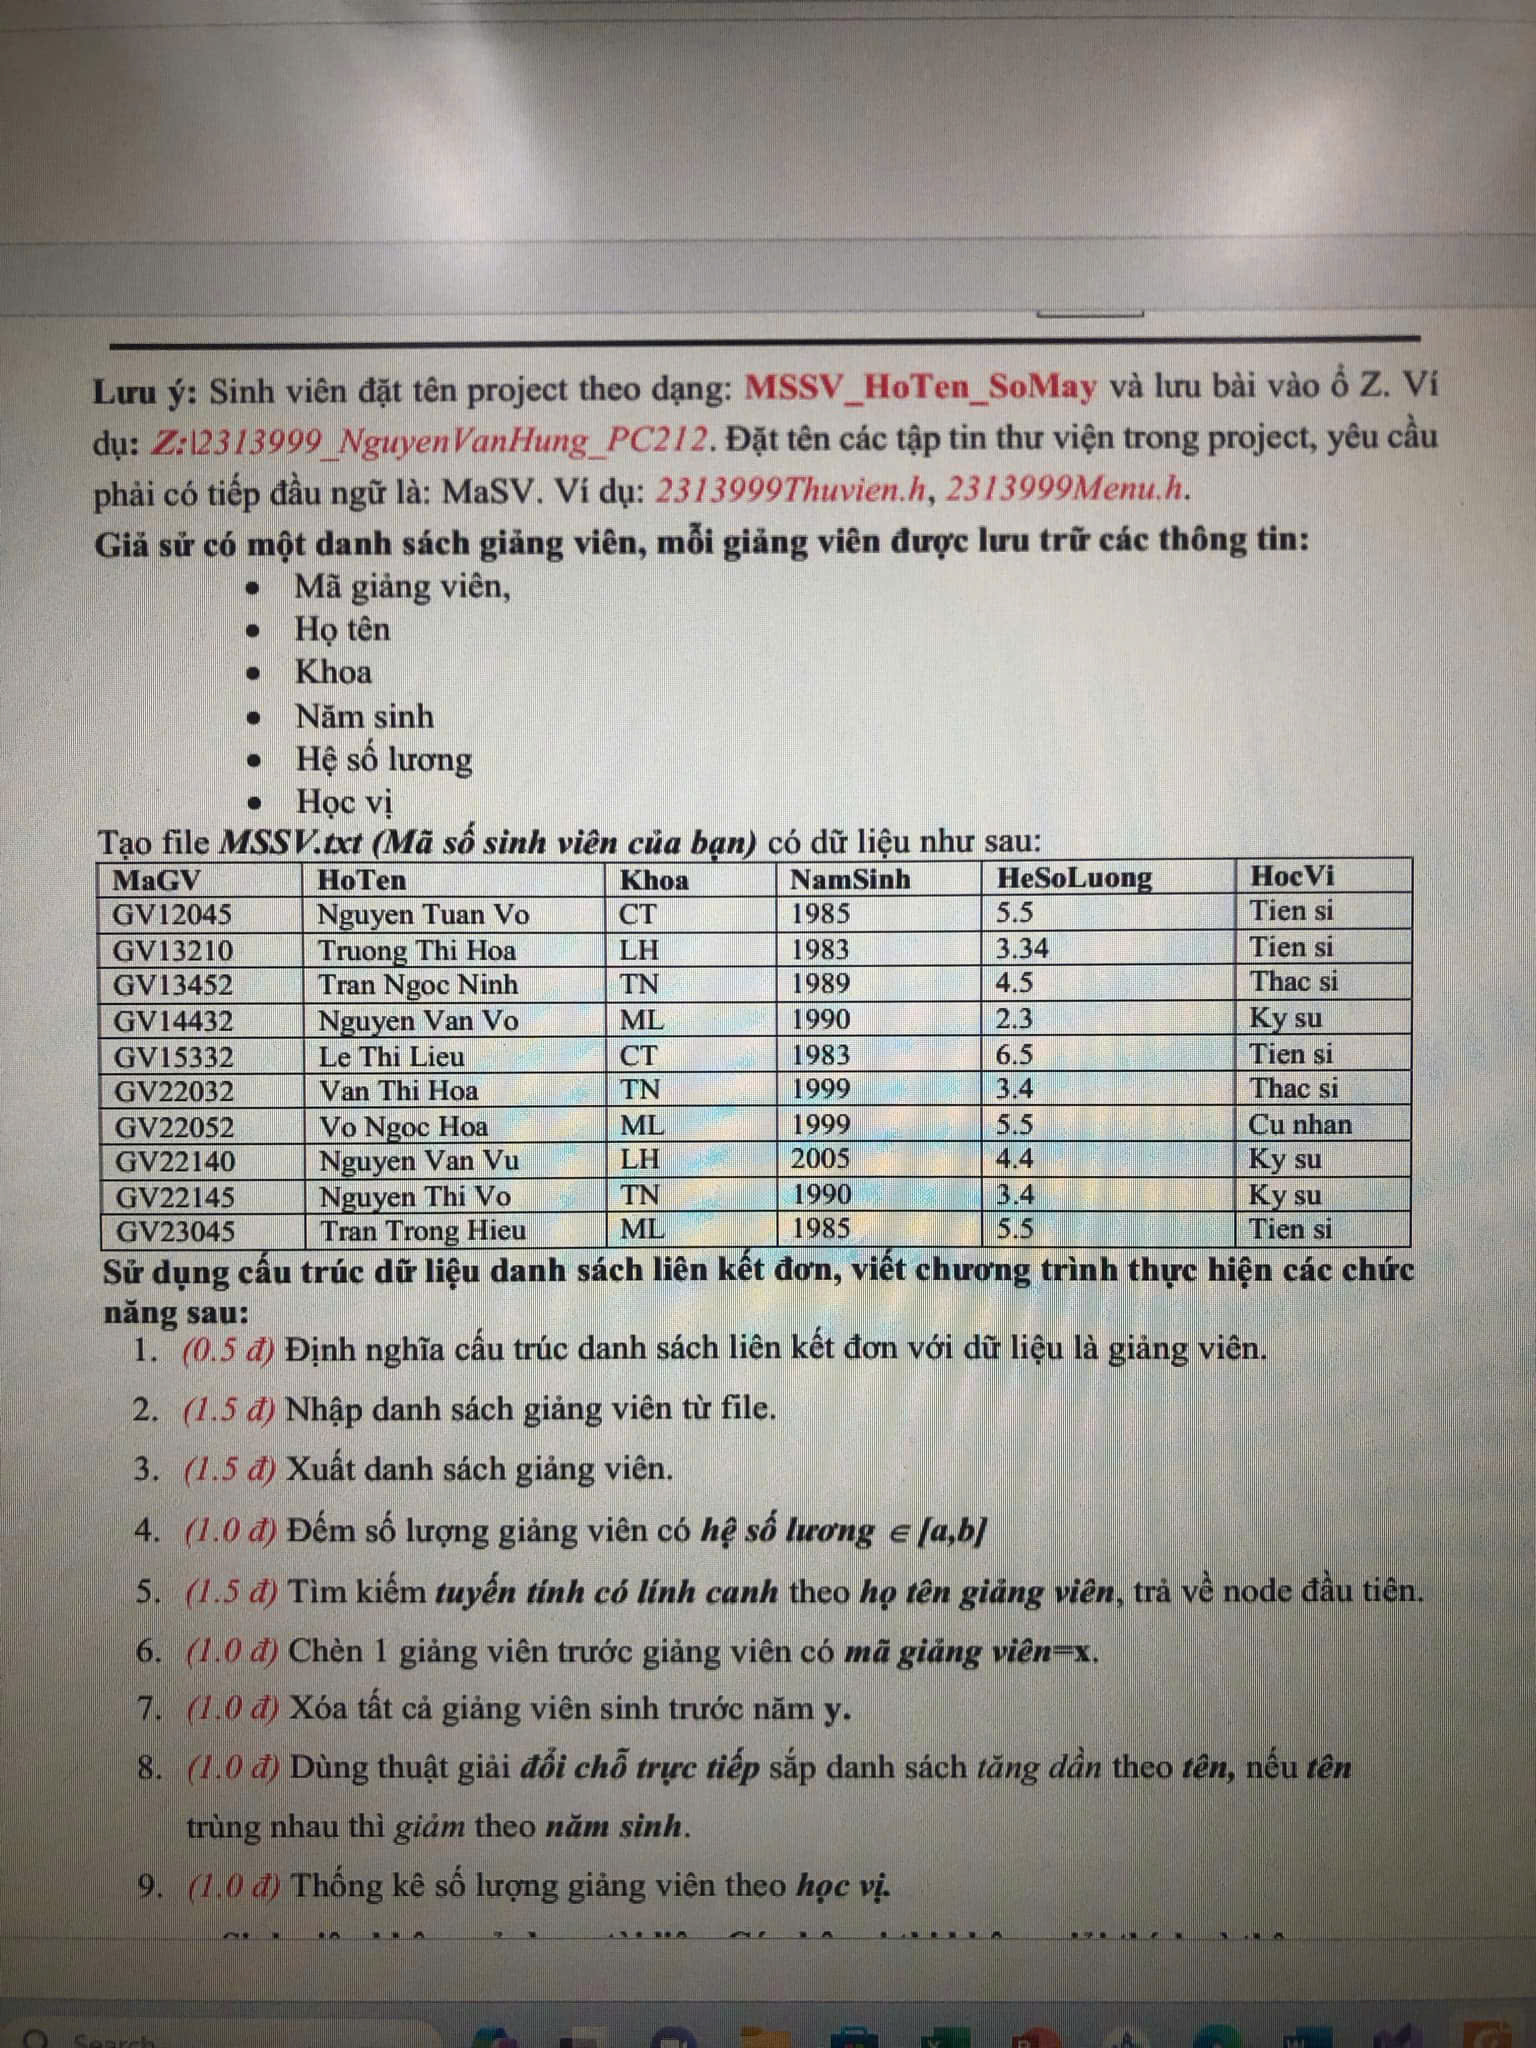 Lưu ý: Sinh viên đặt tên project theo dạng: MSSV_HoTen_SoMay và lưu bài vào ổ Z. Ví
dụ: Z:\2313999_NguyenVanHung_PC212. Đặt tên các tập tin thư viện trong project, yêu cầu
phải có tiếp đầu ngữ là: MaSV. Ví dụ: 2313999Thuvien.h, 2313999Menu.h.
Giả sử có một danh sách giảng viên, mỗi giảng viên được lưu trữ các thông tin:
• Mã giảng viên,
• Họ tên
• Khoa
• Năm sinh
• Hệ số lương
• Học vị
Tạo file MSSV.txt (Mã số sinh viên của bạn) có dữ liệu như sau:
MaGV HoTen Khoa NamSinh HeSoLuong HocVi
GV12045 Nguyen Tuan Vo CT 1985 5.5 Tien si
GV13210 Truong Thi Hoa LH 1983 3.34 Tien si
GV13452 Tran Ngoc Ninh TN 1989 4.5 Thac si
GV14432 Nguyen Van Vo ML 1990 2.3 Ky su
GV15332 Le Thi Lieu CT 1983 6.5 Tien si
GV22032 Van Thi Hoa TN 1999 3.4 Thac si
GV22052 Vo Ngoc Hoa ML 1999 5.5 Cu nhan
GV22140 Nguyen Van Vu LH 2005 4.4 Ky su
GV22145 Nguyen Thi Vo TN 1990 3.4 Ky su
GV23045 Tran Trong Hieu ML 1985 5.5 Tien si
Sử dụng cấu trúc dữ liệu danh sách liên kết đơn, viết chương trình thực hiện các chức
năng sau:
1. (0.5 đ) Định nghĩa cấu trúc danh sách liên kết đơn với dữ liệu là giảng viên.
2. (1.5 đ) Nhập danh sách giảng viên từ file.
3. (1.5 đ) Xuất danh sách giảng viên.
4. (1.0 đ) Đếm số lượng giảng viên có hệ số lương ∈ [a,b]
5. (1.5 đ) Tìm kiếm tuyến tính có lính canh theo họ tên giảng viên, trả về node đầu tiên.
6. (1.0 đ) Chèn 1 giảng viên trước giảng viên có mã giảng viên=x.
7. (1.0 đ) Xóa tất cả giảng viên sinh trước năm y.
8. (1.0 đ) Dùng thuật giải đổi chỗ trực tiếp sắp danh sách tăng dần theo tên, nếu tên
trùng nhau thì giảm theo năm sinh.
9. (1.0 đ) Thống kê số lượng giảng viên theo học vị.
Search